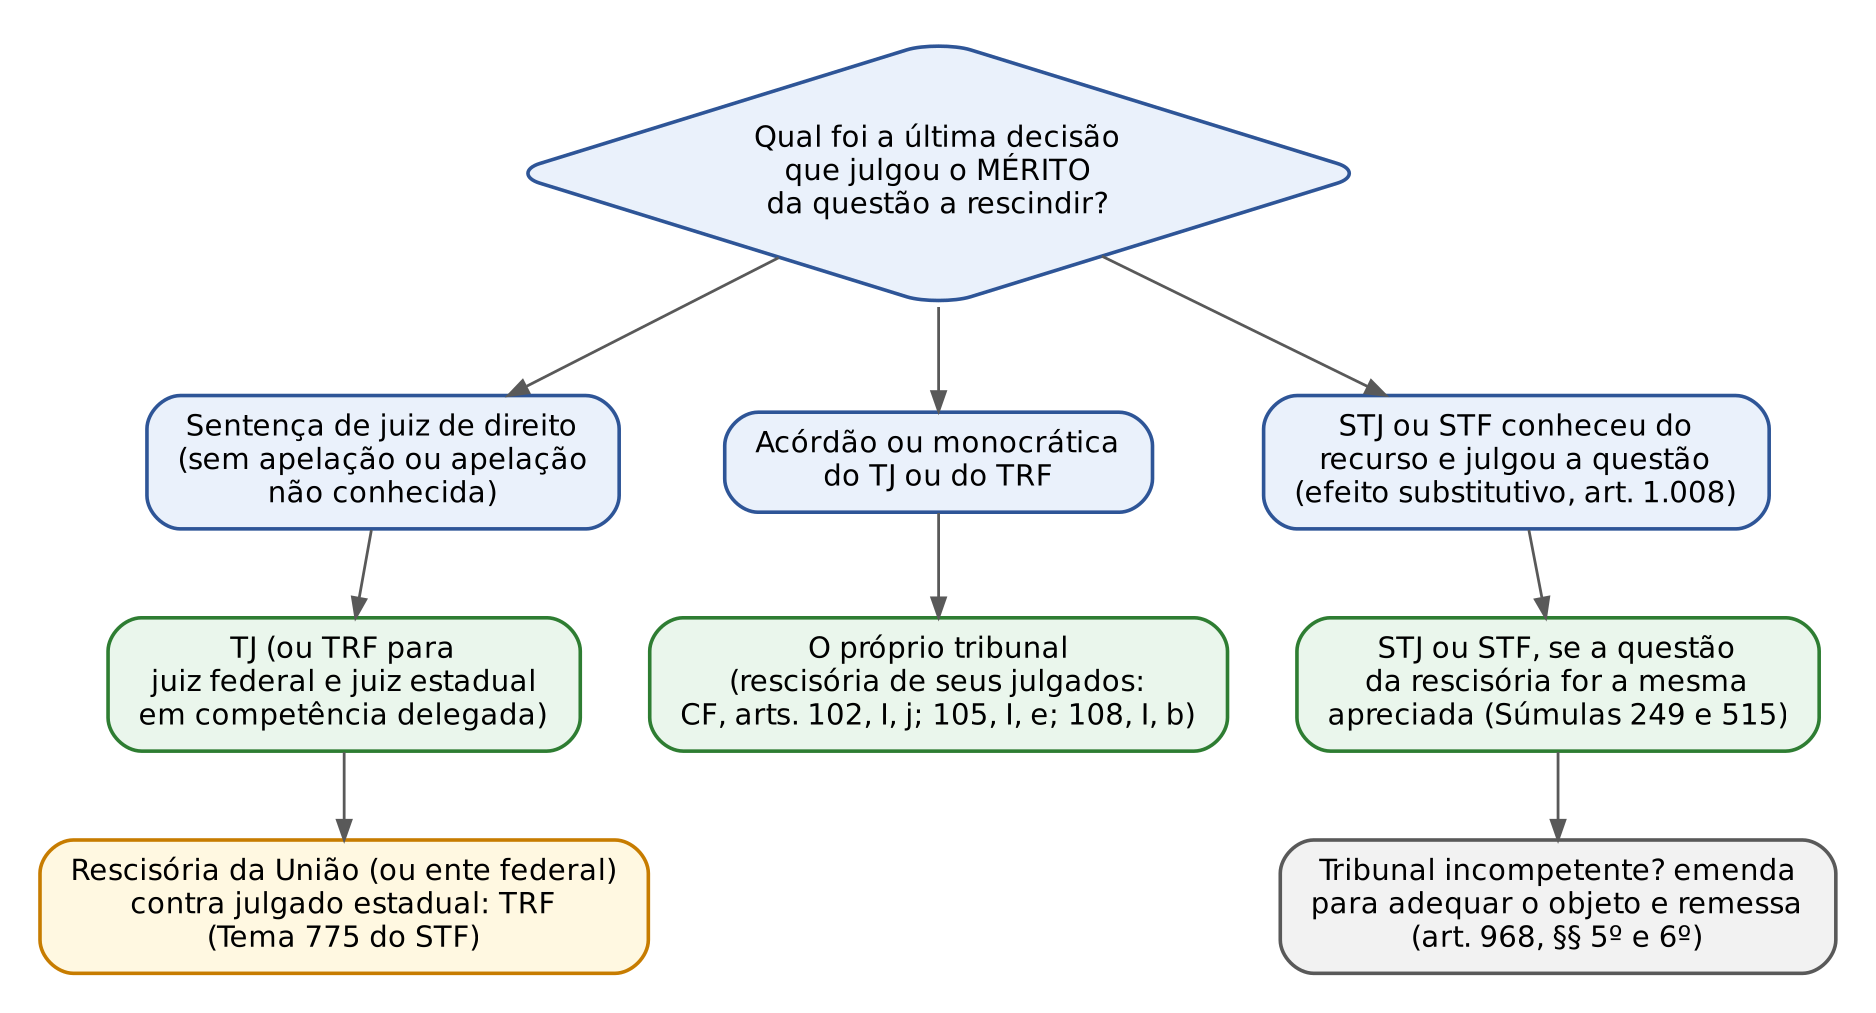 Qual foi a última decisão
que julgou o MÉRITO
da questão a rescindir?
Sentença de juiz de direito
(sem apelação ou apelação
não conhecida)
Acórdão ou monocrática
do TJ ou do TRF
STJ ou STF conheceu do
recurso e julgou a questão
(efeito substitutivo, art. 1.008)
TJ (ou TRF para
juiz federal e juiz estadual
em competência delegada)
O próprio tribunal
(rescisória de seus julgados:
CF, arts. 102, I, j; 105, I, e; 108, I, b)
STJ ou STF, se a questão
da rescisória for a mesma
apreciada (Súmulas 249 e 515)
Rescisória da União (ou ente federal)
contra julgado estadual: TRF
(Tema 775 do STF)
Tribunal incompetente? emenda
para adequar o objeto e remessa
(art. 968, §§ 5º e 6º)